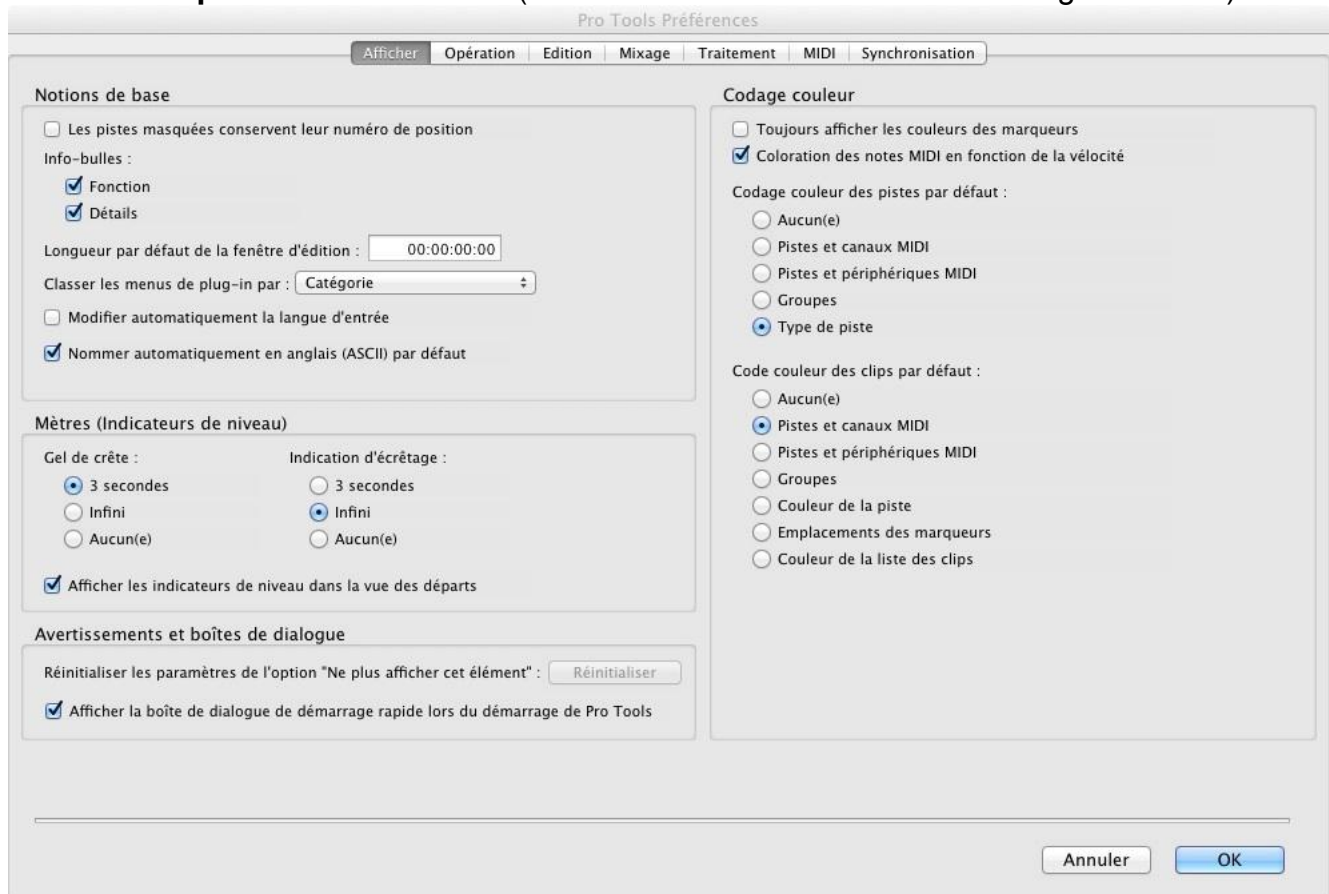 Pro Tools Préférences
Afficher Opération Edition Mixage Traitement MIDI Synchronisation
Notions de base
Les pistes masquées conservent leur numéro de position
Info-bulles :
Fonction
Détails
Longueur par défaut de la fenêtre d'édition : 00:00:00:00
Classer les menus de plug-in par : Catégorie
Modifier automatiquement la langue d'entrée
Nommer automatiquement en anglais (ASCII) par défaut
Mètres (Indicateurs de niveau)
Gel de crête : Indication d'écrêtage :
3 secondes 3 secondes
Infini Infini
Aucun(e) Aucun(e)
Afficher les indicateurs de niveau dans la vue des départs
Avertissements et boîtes de dialogue
Réinitialiser les paramètres de l'option "Ne plus afficher cet élément" : Réinitialiser
Afficher la boîte de dialogue de démarrage rapide lors du démarrage de Pro Tools
Codage couleur
Toujours afficher les couleurs des marqueurs
Coloration des notes MIDI en fonction de la vélocité
Codage couleur des pistes par défaut :
Aucun(e)
Pistes et canaux MIDI
Pistes et périphériques MIDI
Groupes
Type de piste
Code couleur des clips par défaut :
Aucun(e)
Pistes et canaux MIDI
Pistes et périphériques MIDI
Groupes
Couleur de la piste
Emplacements des marqueurs
Couleur de la liste des clips
Annuler OK